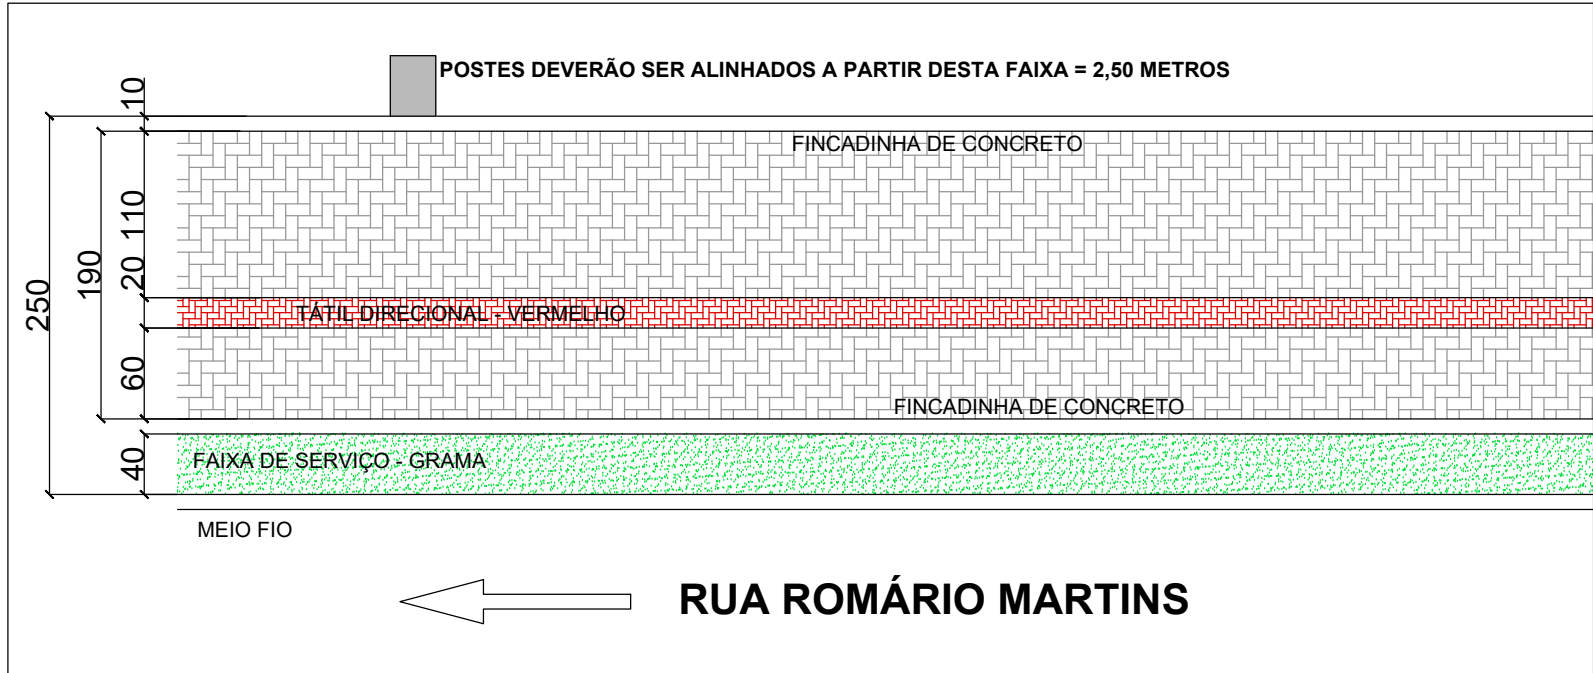 POSTES DEVERÃO SER ALINHADOS A PARTIR DESTA FAIXA = 2,50 METROS
10
FINCADINHA DE CONCRETO
110
190
20
250
TÁTIL DIRECIONAL - VERMELHO
60
FINCADINHA DE CONCRETO
40
FAIXA DE SERVIÇO - GRAMA
MEIO FIO
RUA ROMÁRIO MARTINS